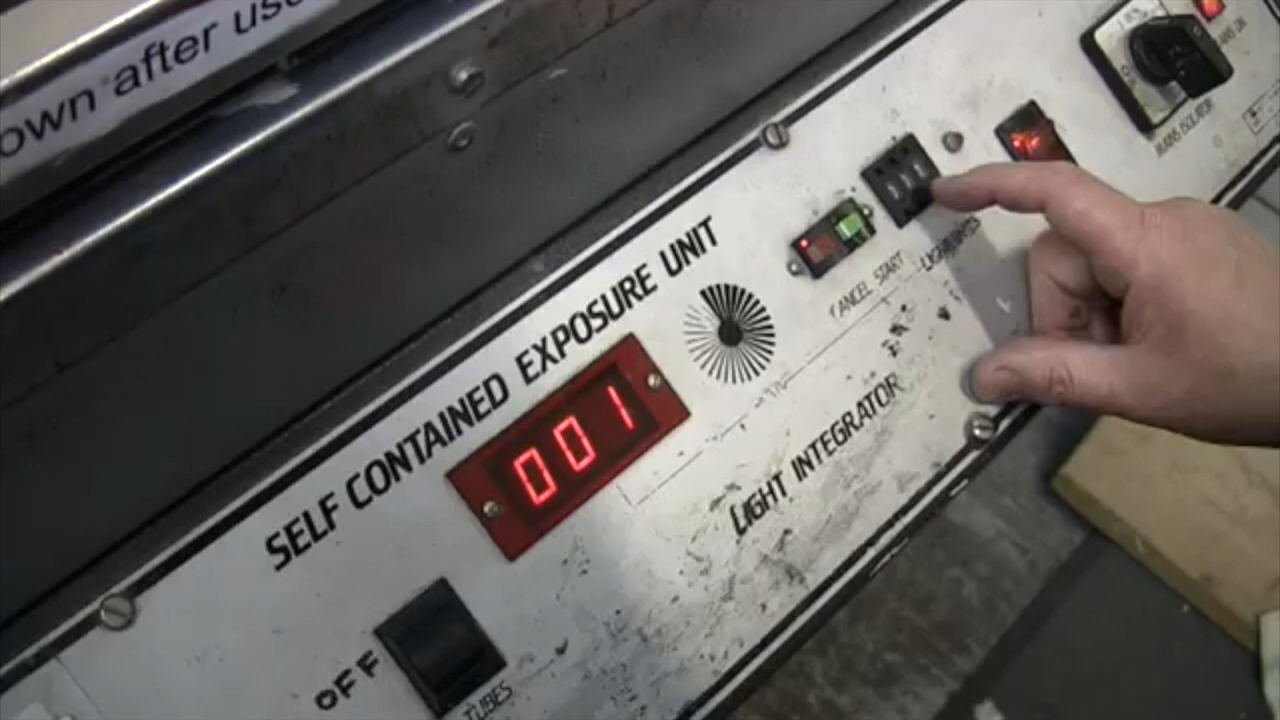 own after use
SELF CONTAINED EXPOSURE UNIT
001
CANCEL START
LIGHT INTEGRATOR
MAINS ISOLATOR
OFF
TUBES